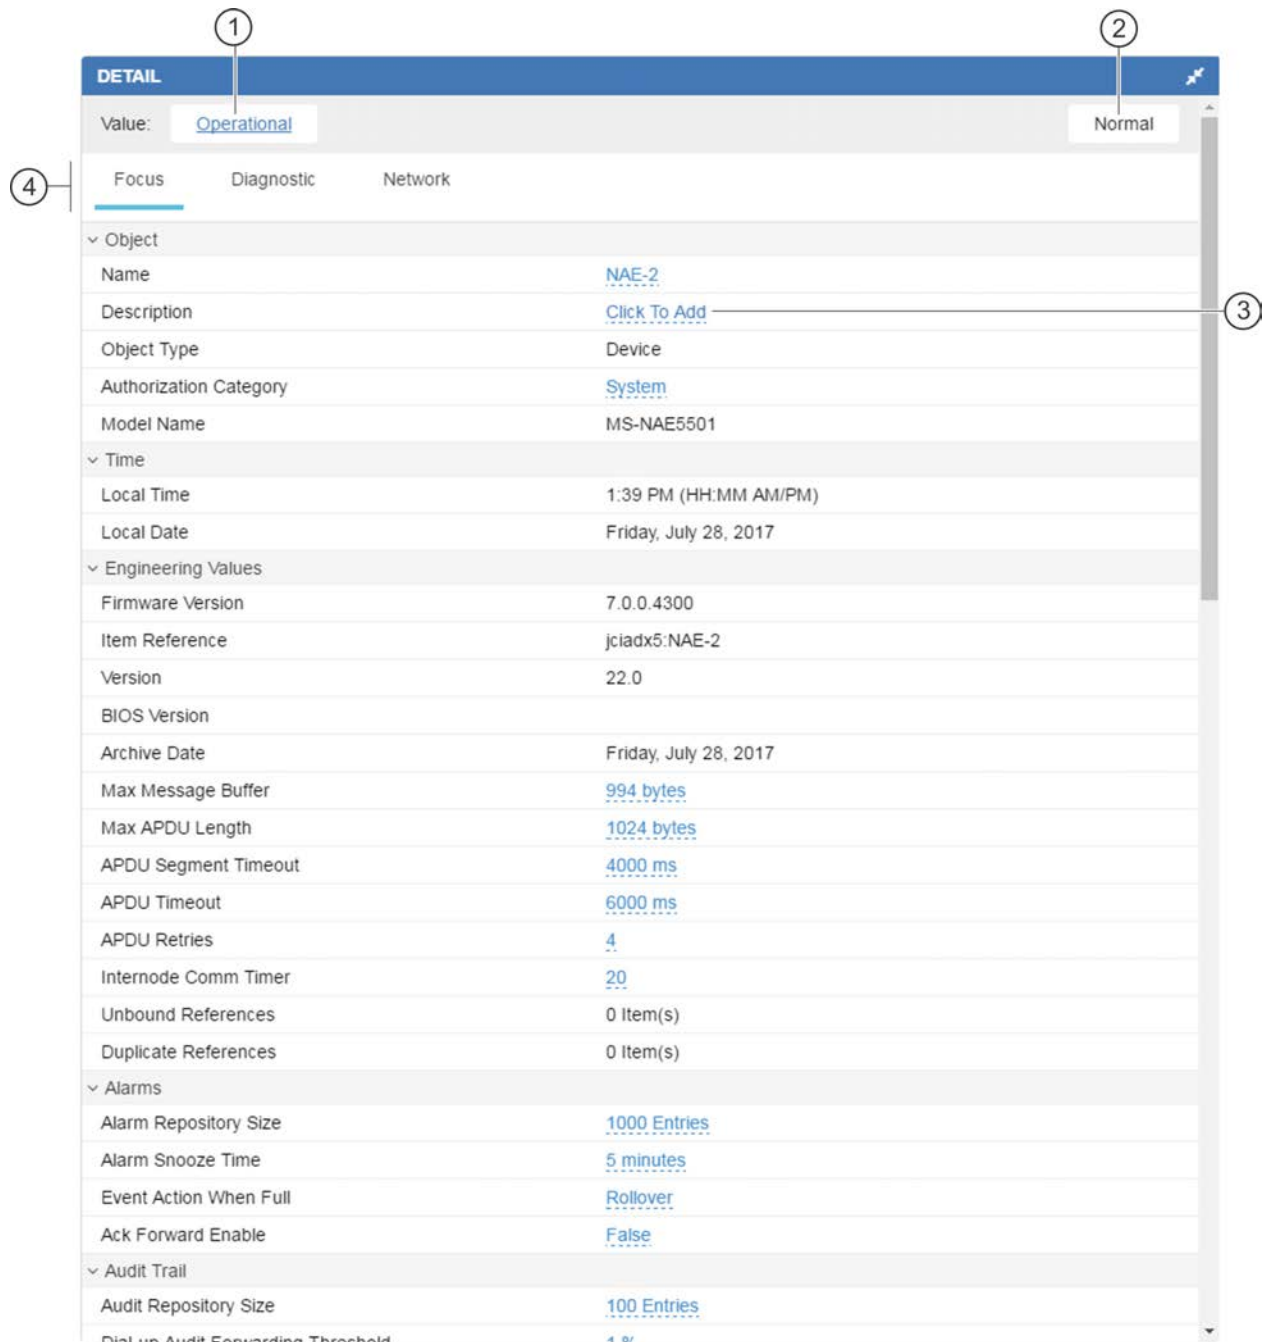 1
2
DETAIL
Value: Operational Normal
4
Focus Diagnostic Network
Object
Name NAE-2
Description Click To Add
3
Object Type Device
Authorization Category System
Model Name MS-NAE5501
Time
Local Time 1:39 PM (HH:MM AM/PM)
Local Date Friday, July 28, 2017
Engineering Values
Firmware Version 7.0.0.4300
Item Reference jciadx5:NAE-2
Version 22.0
BIOS Version
Archive Date Friday, July 28, 2017
Max Message Buffer 994 bytes
Max APDU Length 1024 bytes
APDU Segment Timeout 4000 ms
APDU Timeout 6000 ms
APDU Retries 4
Internode Comm Timer 20
Unbound References 0 Item(s)
Duplicate References 0 Item(s)
Alarms
Alarm Repository Size 1000 Entries
Alarm Snooze Time 5 minutes
Event Action When Full Rollover
Ack Forward Enable False
Audit Trail
Audit Repository Size 100 Entries
Dial-up Audit Forwarding Threshold 1 %